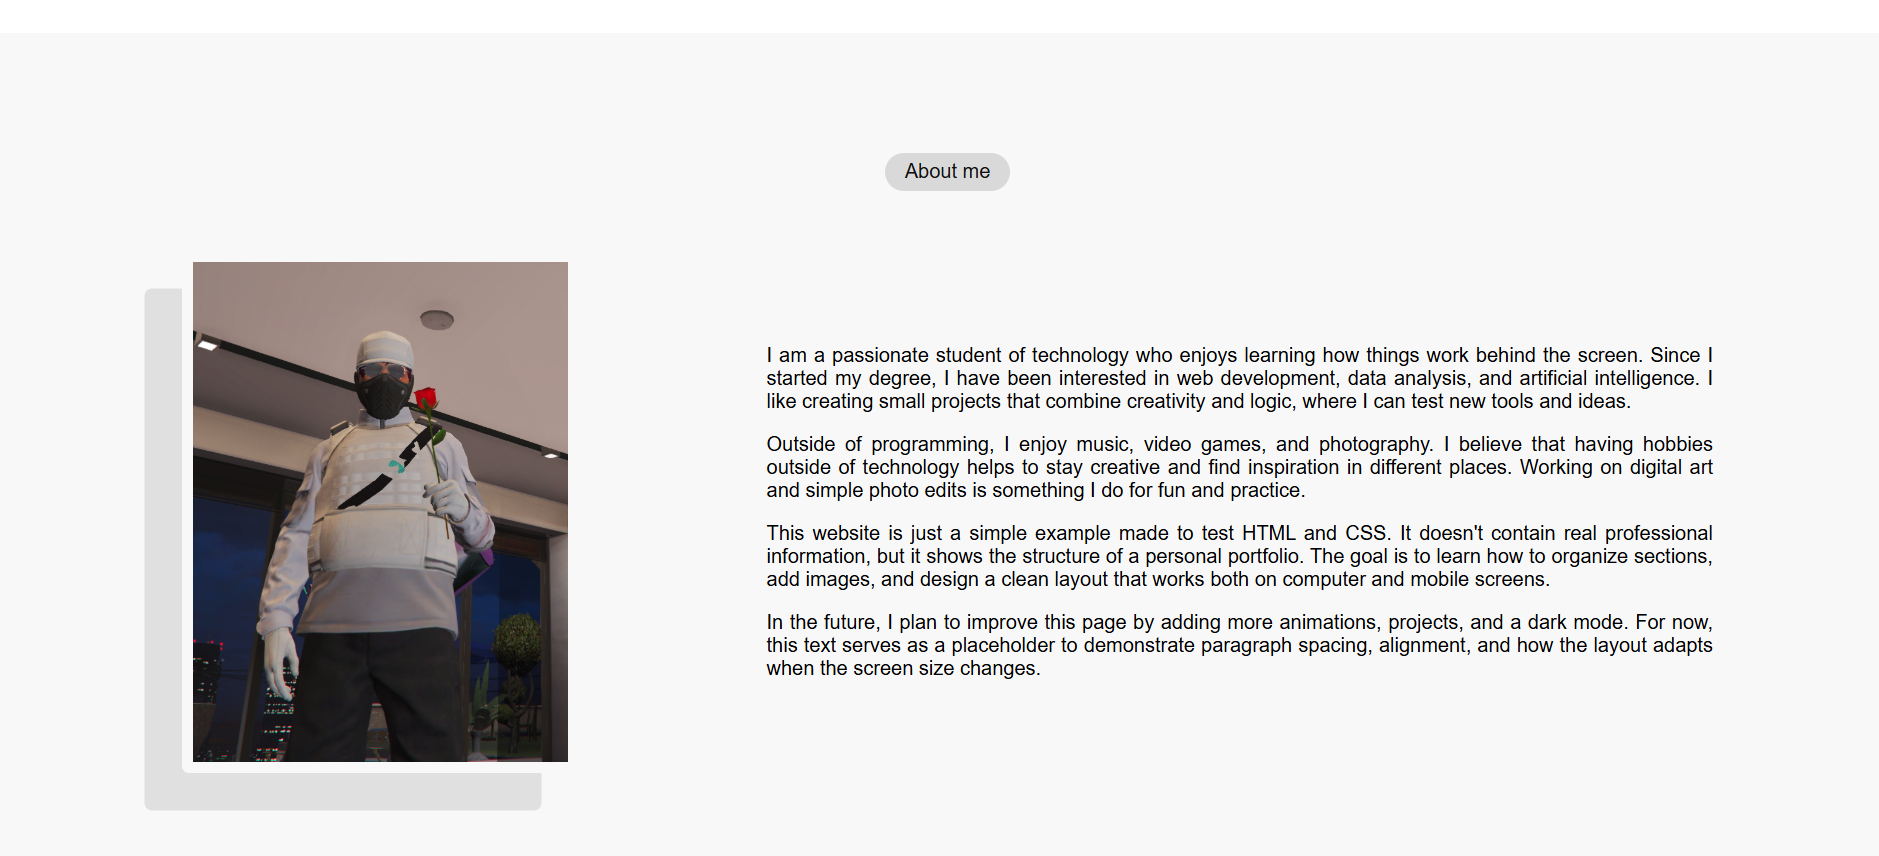 About me
I am a passionate student of technology who enjoys learning how things work behind the screen. Since I
started my degree, I have been interested in web development, data analysis, and artificial intelligence. I
like creating small projects that combine creativity and logic, where I can test new tools and ideas.
Outside of programming, I enjoy music, video games, and photography. I believe that having hobbies
outside of technology helps to stay creative and find inspiration in different places. Working on digital art
and simple photo edits is something I do for fun and practice.
This website is just a simple example made to test HTML and CSS. It doesn't contain real professional
information, but it shows the structure of a personal portfolio. The goal is to learn how to organize sections,
add images, and design a clean layout that works both on computer and mobile screens.
In the future, I plan to improve this page by adding more animations, projects, and a dark mode. For now,
this text serves as a placeholder to demonstrate paragraph spacing, alignment, and how the layout adapts
when the screen size changes.